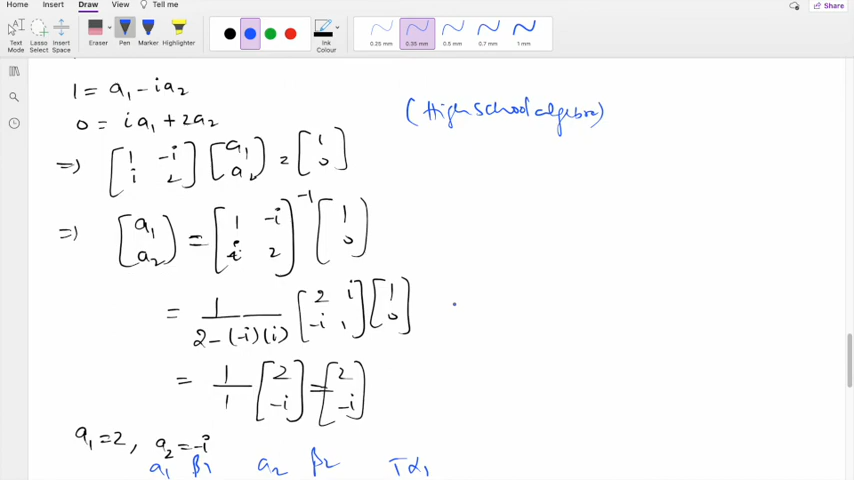 Home Insert Draw View Tell me
Share
Text Mode Lasso Select Insert Space Eraser Pen Marker Highlighter Ink Colour 0.25 mm 0.35 mm 0.5 mm 0.7 mm 1 mm
1 = a₁ - ia₂
(High school algebra)
0 = ia₁ + 2a₂
=> [1 -i; i 2] [a₁; a₂] = [1; 0]
=> [a₁; a₂] = [1 -i; i 2]⁻¹ [1; 0]
= 1/(2-(-i)(i)) [2 i; -i 1] [1; 0]
= 1/1 [2; -i] = [2; -i]
a₁ = 2, a₂ = -i
a₁ β₁ a₂ β₂ Tα₁